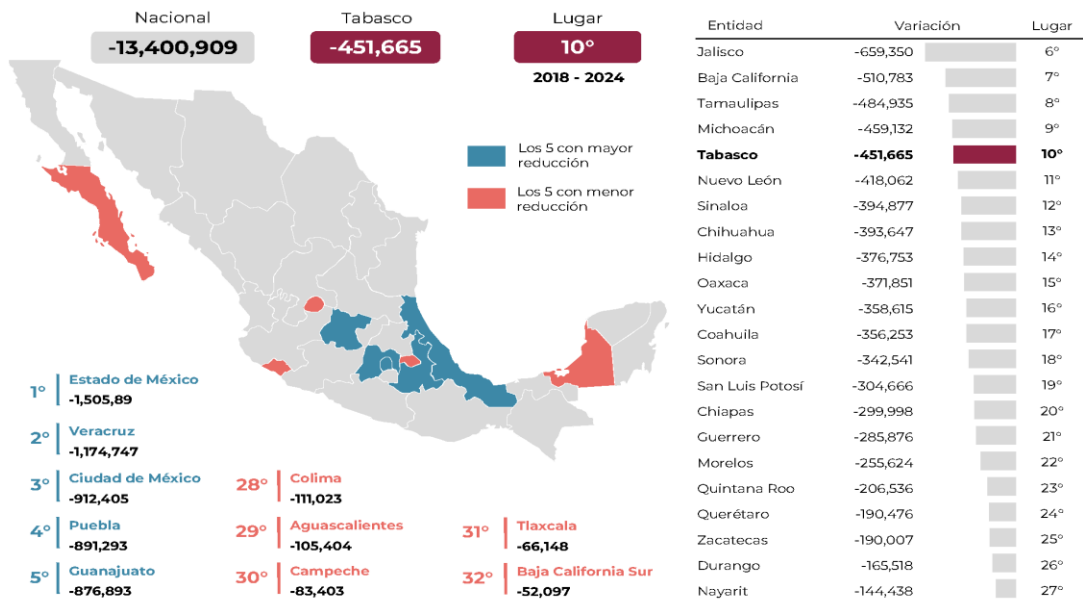 Nacional
-13,400,909
Tabasco
-451,665
Lugar
10°
2018 - 2024
Los 5 con mayor
reducción
Los 5 con menor
reducción
1° Estado de México
-1,505,89
2° Veracruz
-1,174,747
3° Ciudad de México
-912,405
4° Puebla
-891,293
5° Guanajuato
-876,893
28° Colima
-111,023
29° Aguascalientes
-105,404
30° Campeche
-83,403
31° Tlaxcala
-66,148
32° Baja California Sur
-52,097
Entidad Variación Lugar
Jalisco -659,350 6°
Baja California -510,783 7°
Tamaulipas -484,935 8°
Michoacán -459,132 9°
Tabasco -451,665 10°
Nuevo León -418,062 11°
Sinaloa -394,877 12°
Chihuahua -393,647 13°
Hidalgo -376,753 14°
Oaxaca -371,851 15°
Yucatán -358,615 16°
Coahuila -356,253 17°
Sonora -342,541 18°
San Luis Potosí -304,666 19°
Chiapas -299,998 20°
Guerrero -285,876 21°
Morelos -255,624 22°
Quintana Roo -206,536 23°
Querétaro -190,476 24°
Zacatecas -190,007 25°
Durango -165,518 26°
Nayarit -144,438 27°